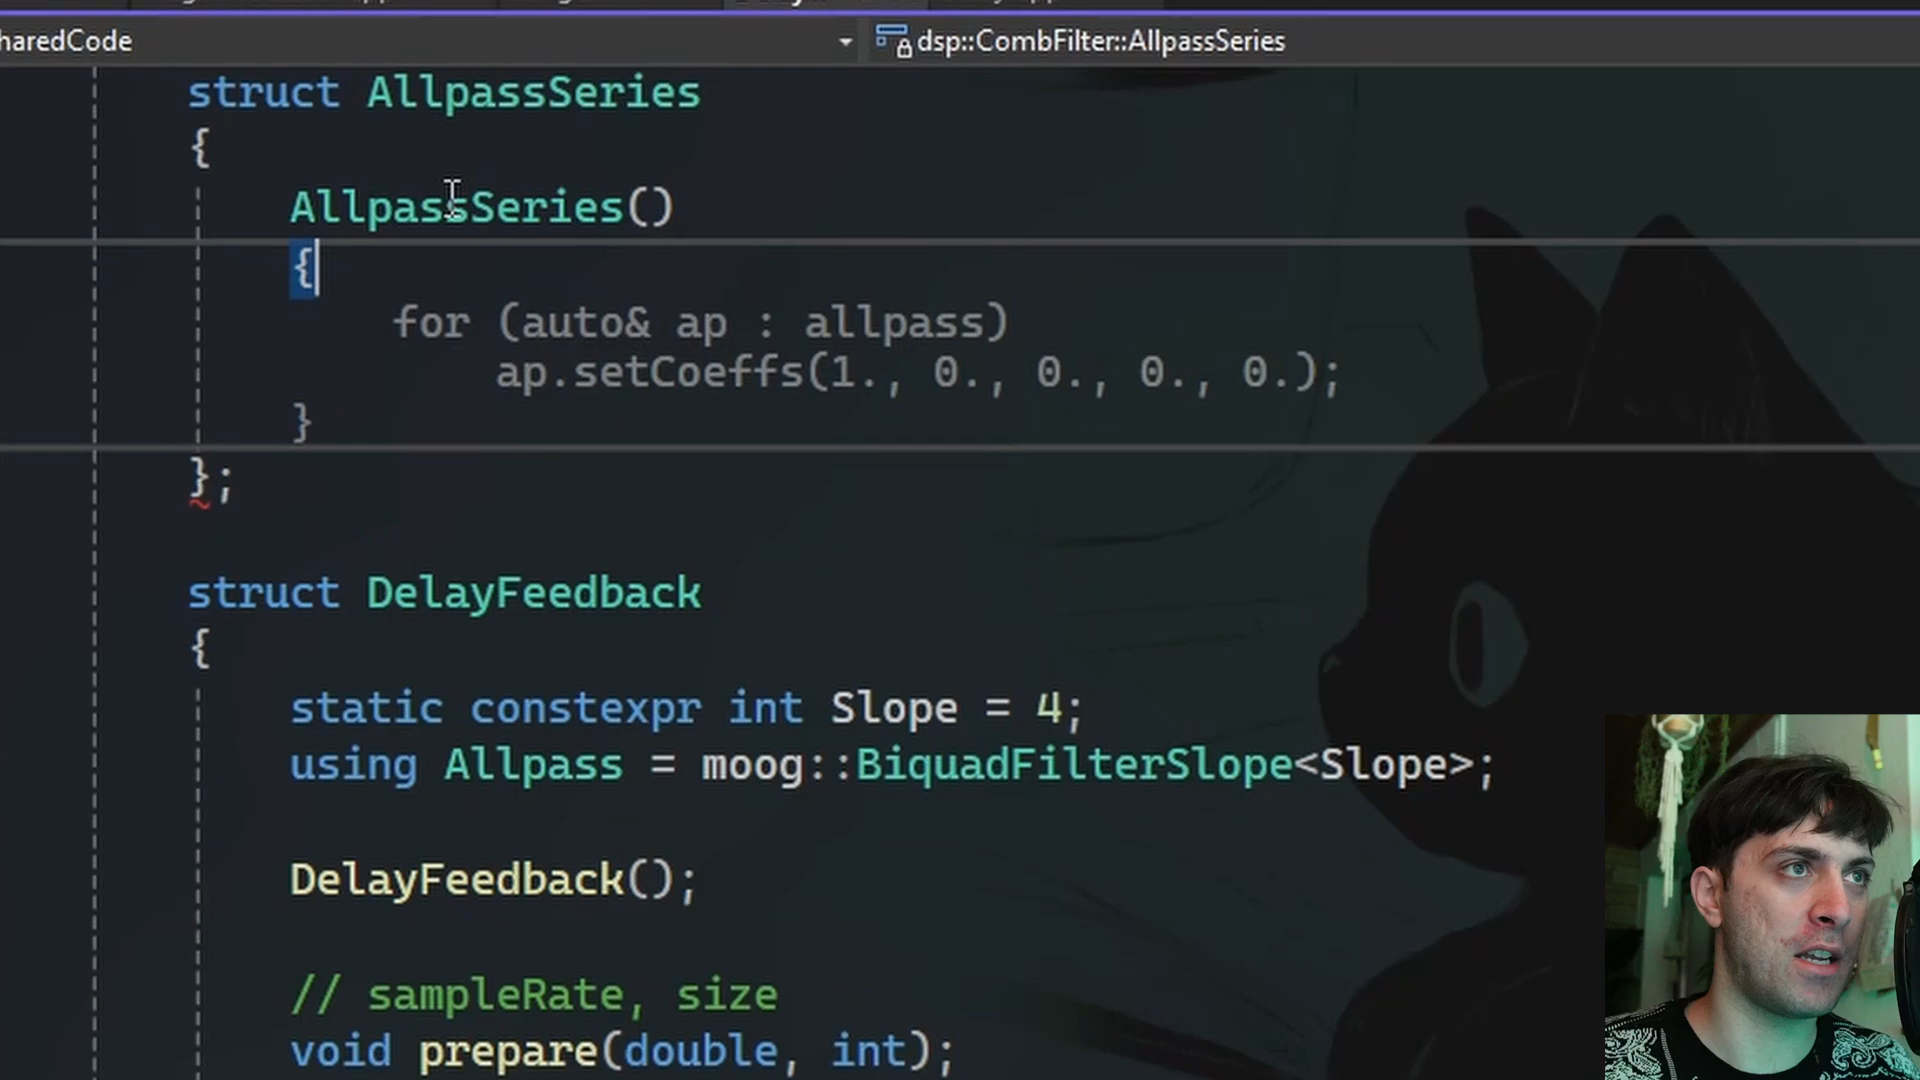 haredCode
dsp::CombFilter::AllpassSeries
struct AllpassSeries
{
AllpassSeries()
{
for (auto& ap : allpass)
ap.setCoeffs(1., 0., 0., 0., 0.);
}
};
struct DelayFeedback
{
static constexpr int Slope = 4;
using Allpass = moog::BiquadFilterSlope<Slope>;
DelayFeedback();
// sampleRate, size
void prepare(double, int);